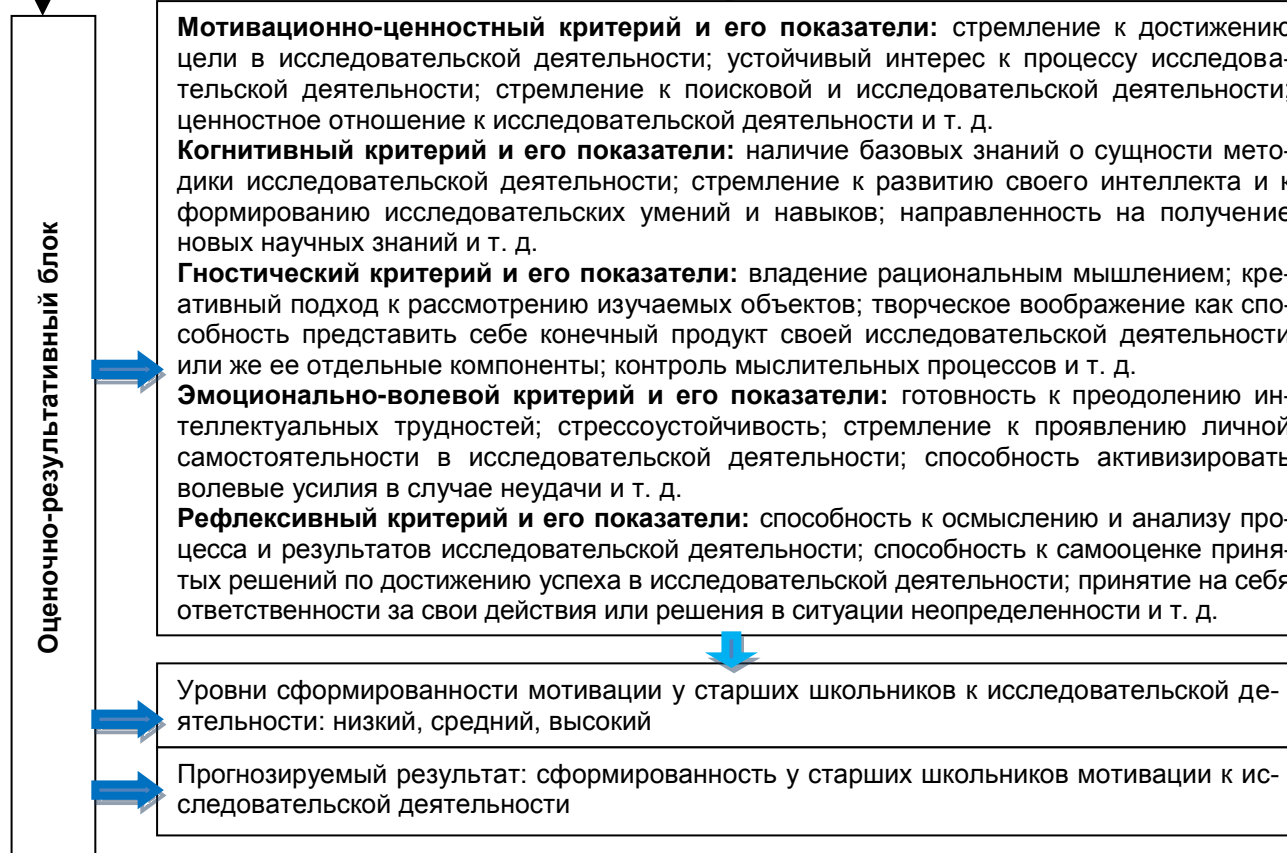 Оценочно-результативный блок
Мотивационно-ценностный критерий и его показатели: стремление к достижению
цели в исследовательской деятельности; устойчивый интерес к процессу исследова-
тельской деятельности; стремление к поисковой и исследовательской деятельности;
ценностное отношение к исследовательской деятельности и т. д.
Когнитивный критерий и его показатели: наличие базовых знаний о сущности мето-
дики исследовательской деятельности; стремление к развитию своего интеллекта и к
формированию исследовательских умений и навыков; направленность на получение
новых научных знаний и т. д.
Гностический критерий и его показатели: владение рациональным мышлением; кре-
ативный подход к рассмотрению изучаемых объектов; творческое воображение как спо-
собность представить себе конечный продукт своей исследовательской деятельности
или же ее отдельные компоненты; контроль мыслительных процессов и т. д.
Эмоционально-волевой критерий и его показатели: готовность к преодолению ин-
теллектуальных трудностей; стрессоустойчивость; стремление к проявлению личной
самостоятельности в исследовательской деятельности; способность активизировать
волевые усилия в случае неудачи и т. д.
Рефлексивный критерий и его показатели: способность к осмыслению и анализу про-
цесса и результатов исследовательской деятельности; способность к самооценке приня-
тых решений по достижению успеха в исследовательской деятельности; принятие на себя
ответственности за свои действия или решения в ситуации неопределенности и т. д.
Уровни сформированности мотивации у старших школьников к исследовательской де-
ятельности: низкий, средний, высокий
Прогнозируемый результат: сформированность у старших школьников мотивации к ис-
следовательской деятельности